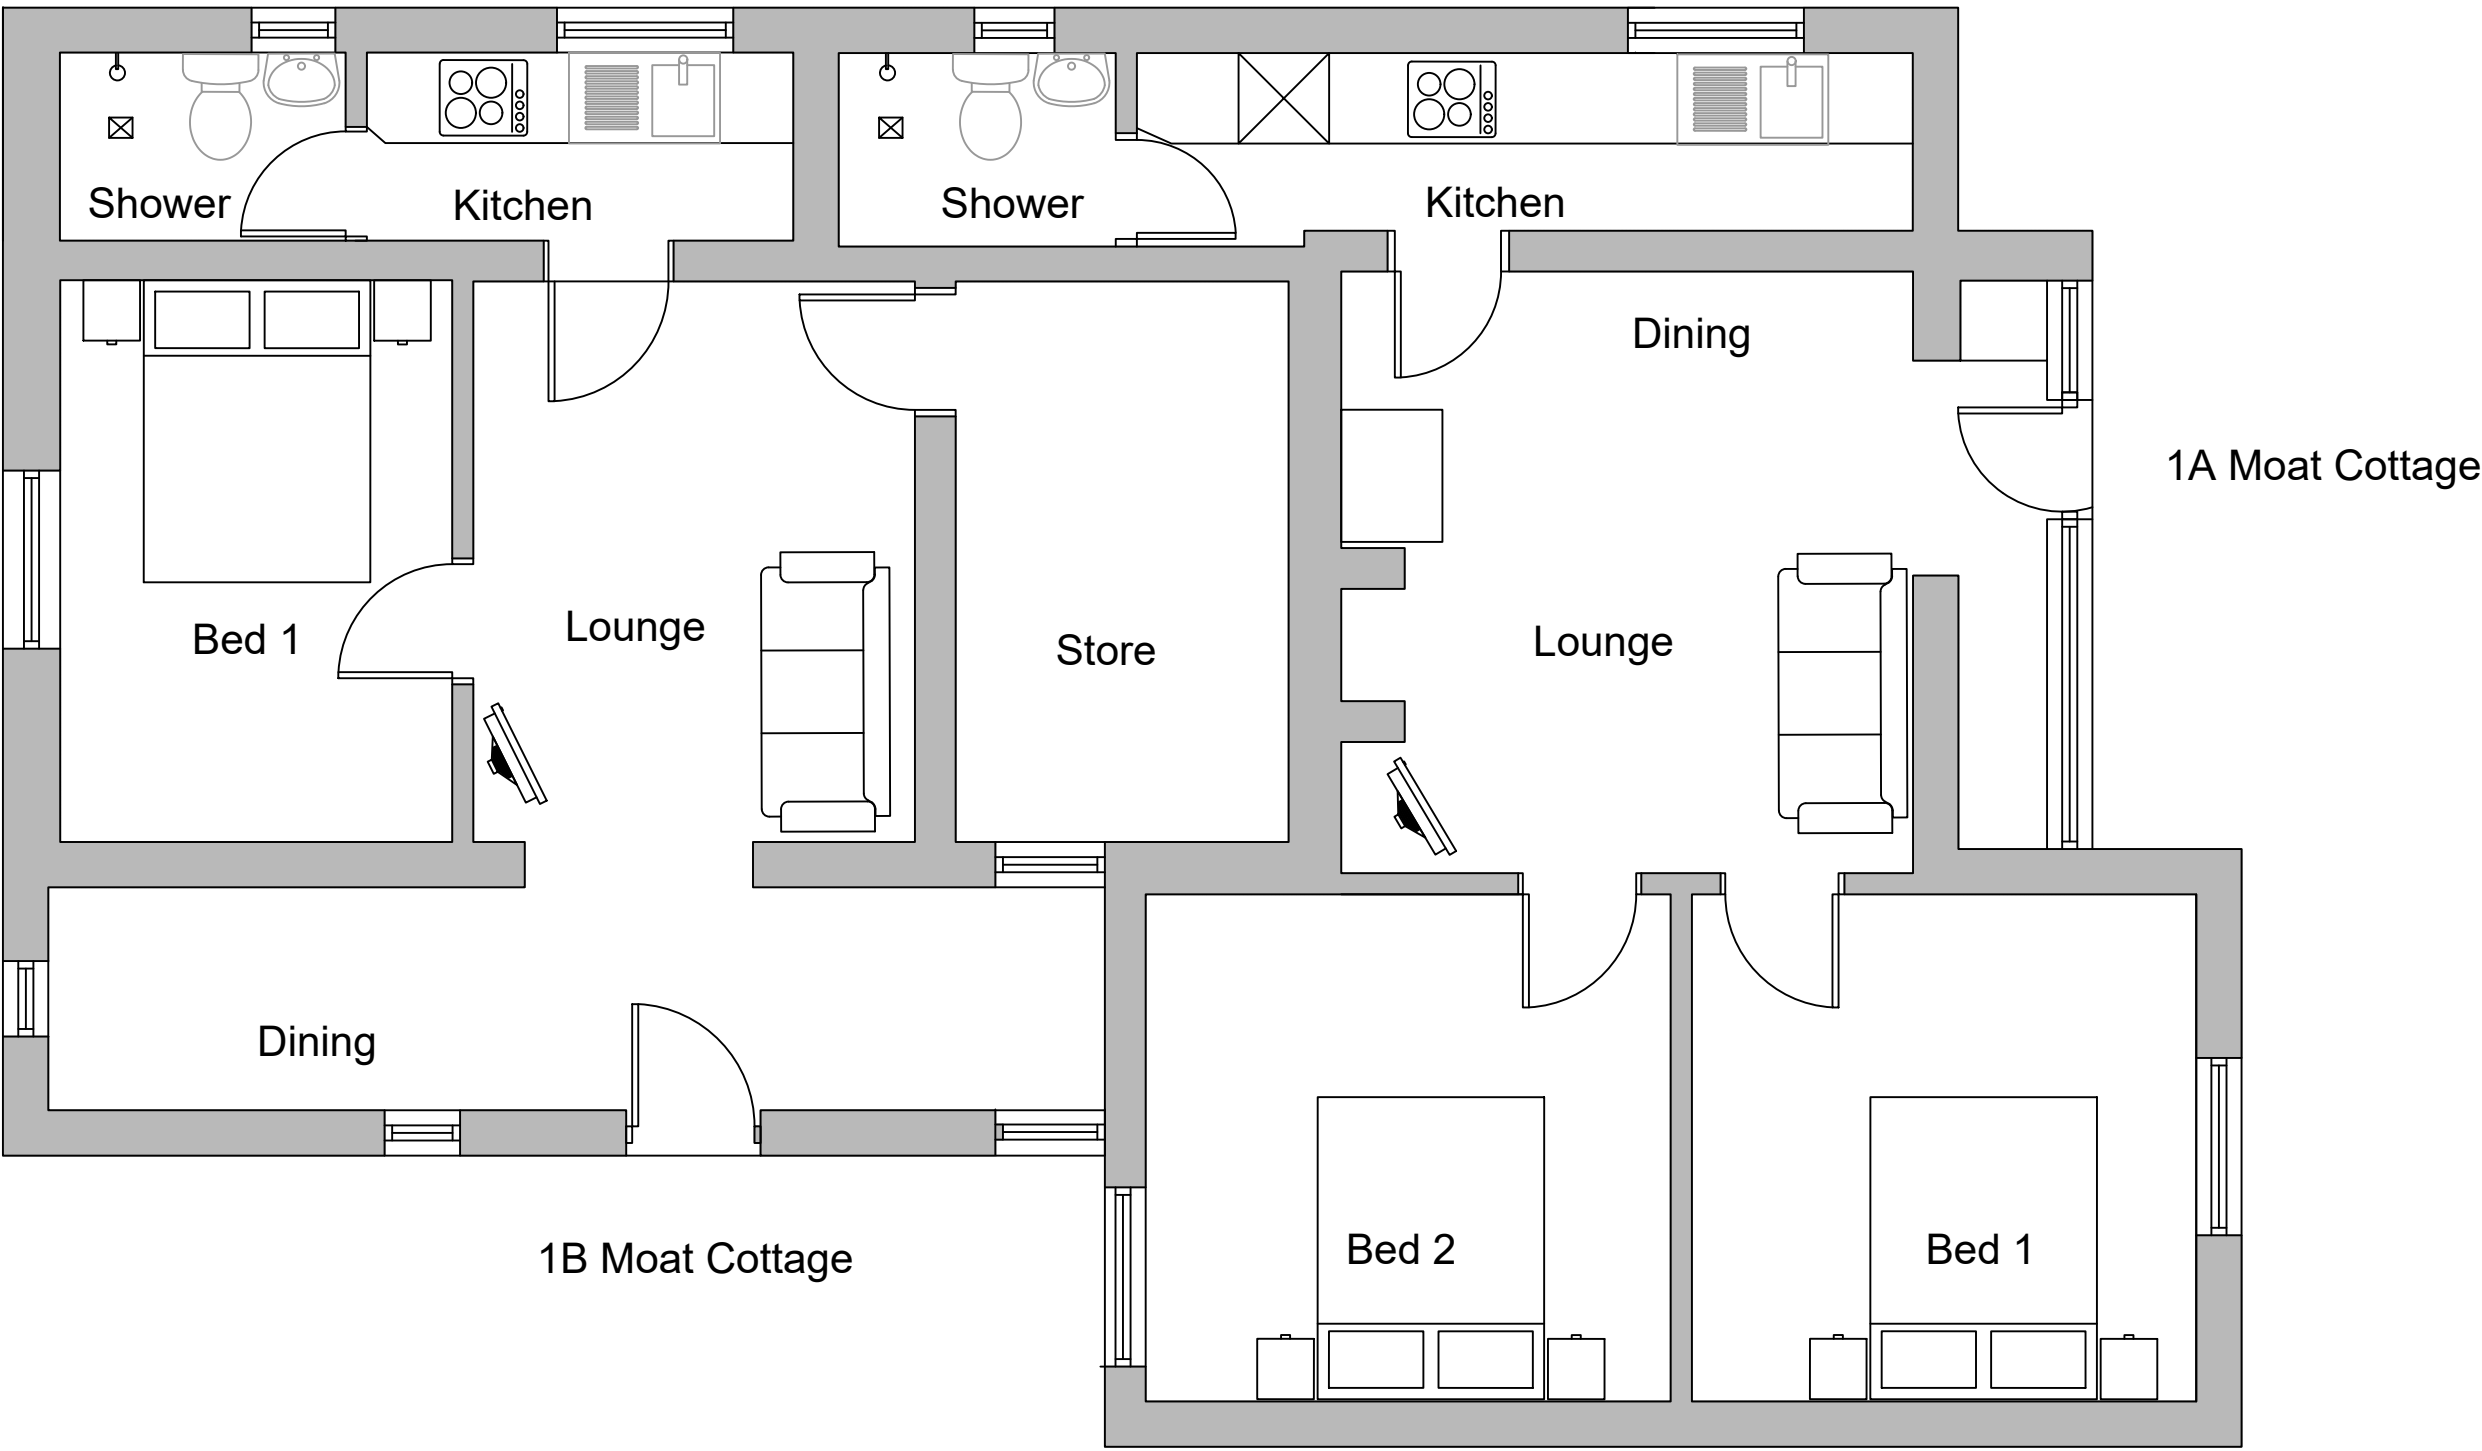 Shower
Kitchen
Shower
Kitchen
Dining
1A Moat Cottage
Bed 1
Lounge
Store
Lounge
Dining
1B Moat Cottage
Bed 2
Bed 1